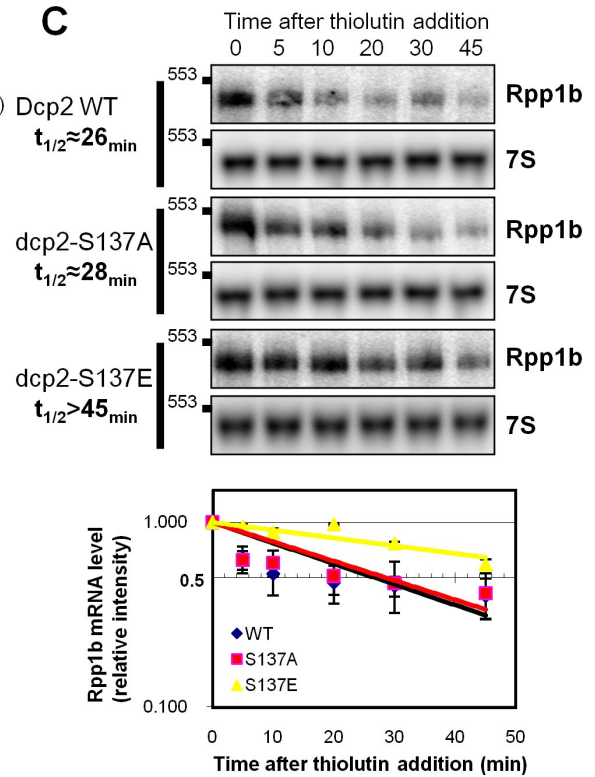 C
Time after thiolutin addition
0 5 10 20 30 45
553
) Dcp2 WT
t1/2≈26min
Rpp1b
553
7S
553
dcp2-S137A
t1/2≈28min
Rpp1b
553
7S
553
dcp2-S137E
t1/2>45min
Rpp1b
553
7S
Rpp1b mRNA level
(relative intensity)
1.000
0.5
0.100
WT
S137A
S137E
0 10 20 30 40 50
Time after thiolutin addition (min)